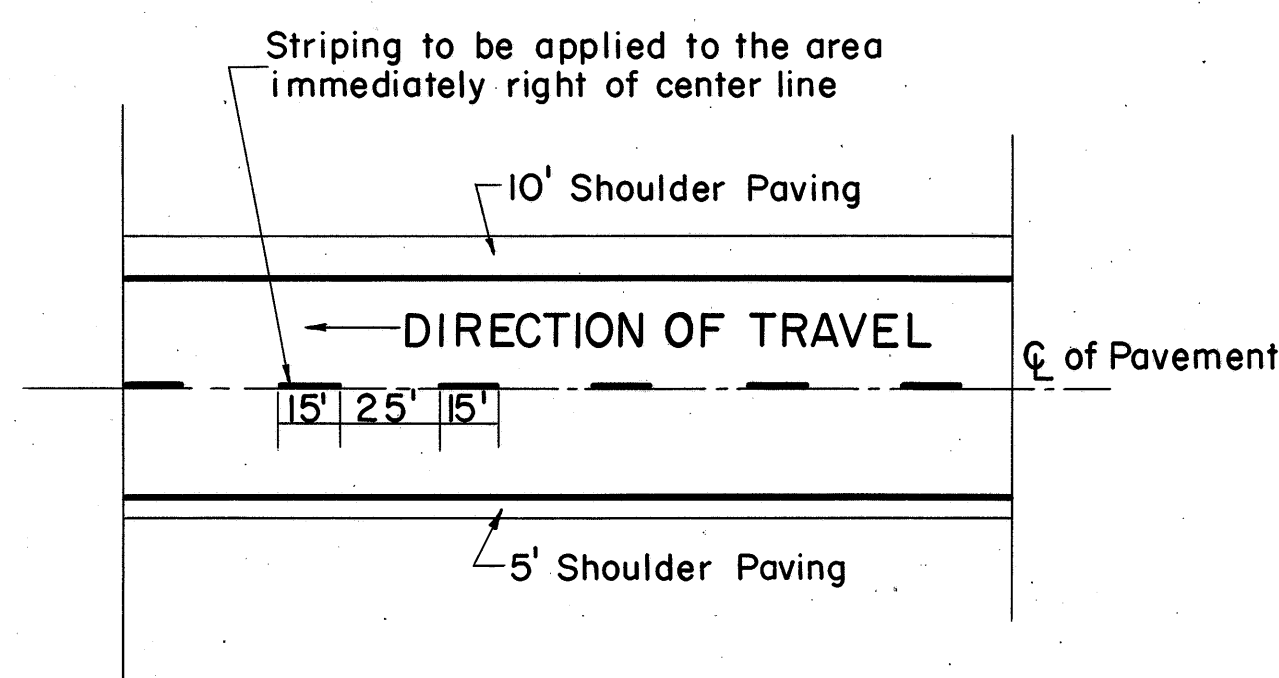 Striping to be applied to the area
immediately right of center line
10' Shoulder Paving
DIRECTION OF TRAVEL
℄ of Pavement
15' 25' 15'
5' Shoulder Paving